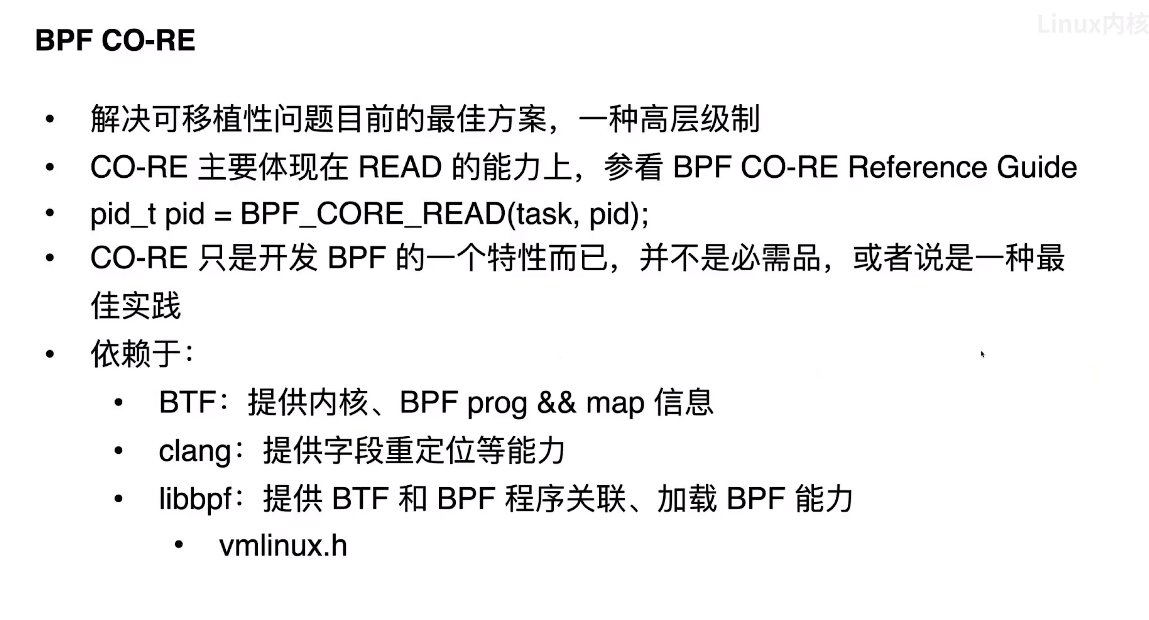 Linux内核
BPF CO-RE
• 解决可移植性问题目前的最佳方案，一种高层级制
• CO-RE 主要体现在 READ 的能力上，参看 BPF CO-RE Reference Guide
• pid_t pid = BPF_CORE_READ(task, pid);
• CO-RE 只是开发 BPF 的一个特性而已，并不是必需品，或者说是一种最
佳实践
• 依赖于：
• BTF：提供内核、BPF prog && map 信息
• clang：提供字段重定位等能力
• libbpf：提供 BTF 和 BPF 程序关联、加载 BPF 能力
• vmlinux.h